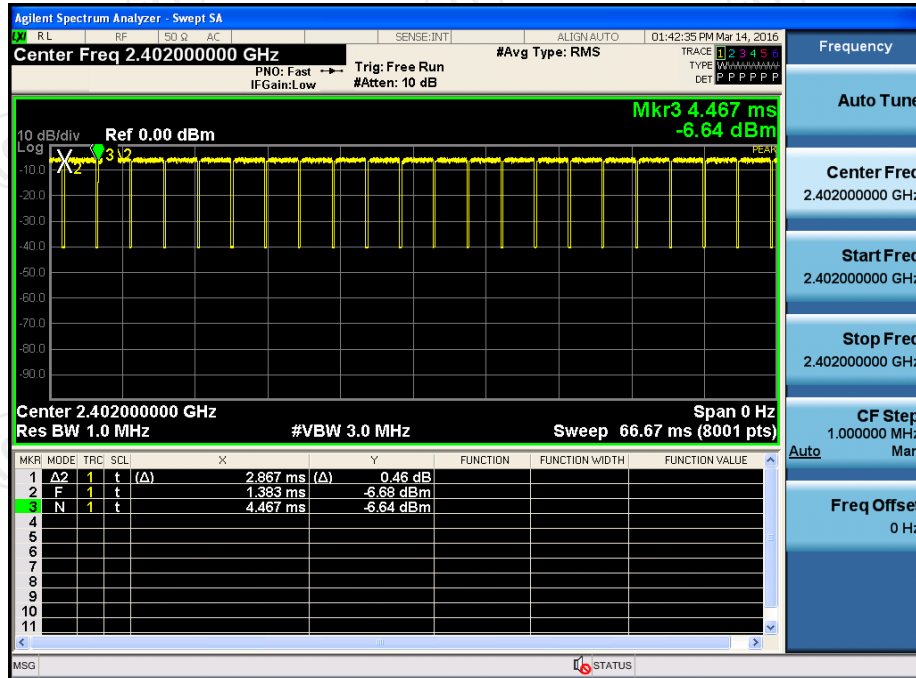 Agilent Spectrum Analyzer - Swept SA
LXI RL RF 50 Ω AC SENSE:INT ALIGN AUTO 01:42:35 PM Mar 14, 2016
Center Freq 2.402000000 GHz #Avg Type: RMS TRACE 1 2 3 4 5 6
PNO: Fast Trig: Free Run TYPE W
IFGain:Low #Atten: 10 dB DET P P P P P P
Mkr3 4.467 ms
10 dB/div Ref 0.00 dBm -6.64 dBm
Log
PEAK
X2 3 2
-10.0
-20.0
-30.0
-40.0
-50.0
-60.0
-70.0
-80.0
-90.0
Center 2.402000000 GHz Span 0 Hz
Res BW 1.0 MHz #VBW 3.0 MHz Sweep 66.67 ms (8001 pts)
MKR MODE TRC SCL X Y FUNCTION FUNCTION WIDTH FUNCTION VALUE
1 Δ2 1 t (Δ) 2.867 ms (Δ) 0.46 dB
2 F 1 t 1.383 ms -6.68 dBm
3 N 1 t 4.467 ms -6.64 dBm
4
5
6
7
8
9
10
11
MSG STATUS
Frequency
Auto Tune
Center Freq
2.402000000 GHz
Start Freq
2.402000000 GHz
Stop Freq
2.402000000 GHz
CF Step
1.000000 MHz
Auto Man
Freq Offset
0 Hz